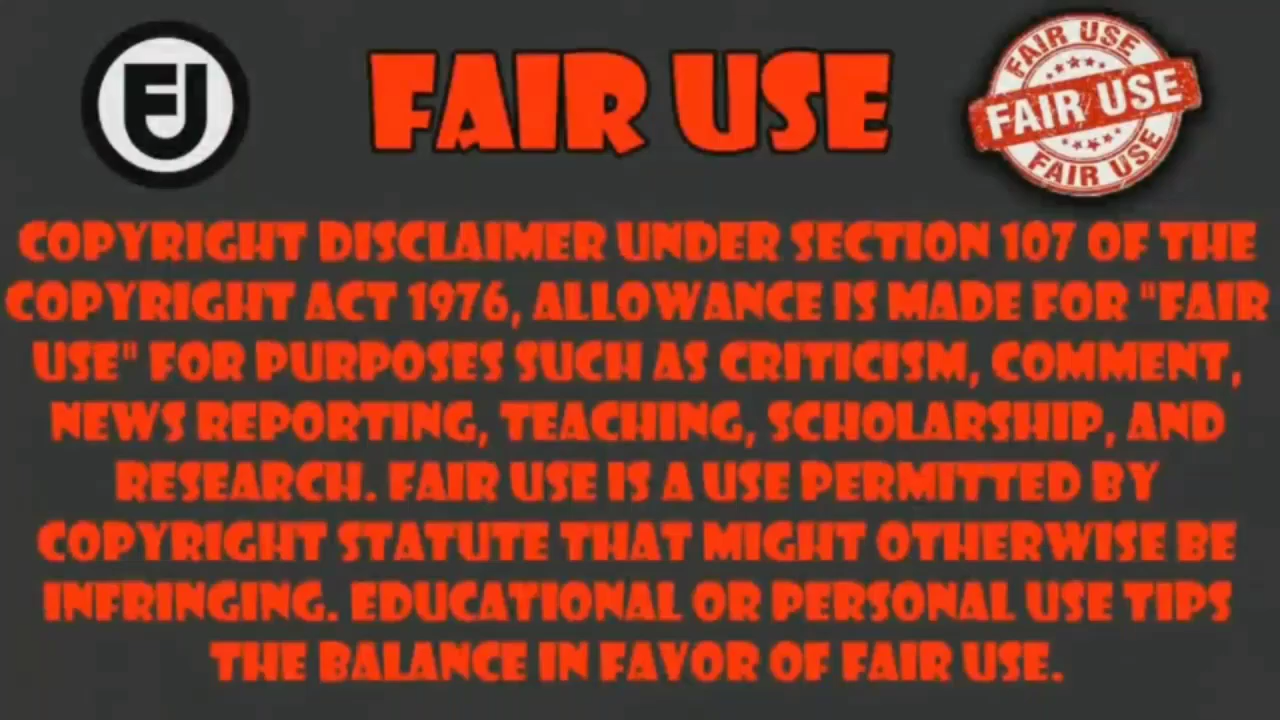 FJ
FAIR USE
FAIR USE
FAIR USE
FAIR USE
COPYRIGHT DISCLAIMER UNDER SECTION 107 OF THE
COPYRIGHT ACT 1976, ALLOWANCE IS MADE FOR "FAIR
USE" FOR PURPOSES SUCH AS CRITICISM, COMMENT,
NEWS REPORTING, TEACHING, SCHOLARSHIP, AND
RESEARCH. FAIR USE IS A USE PERMITTED BY
COPYRIGHT STATUTE THAT MIGHT OTHERWISE BE
INFRINGING. EDUCATIONAL OR PERSONAL USE TIPS
THE BALANCE IN FAVOR OF FAIR USE.